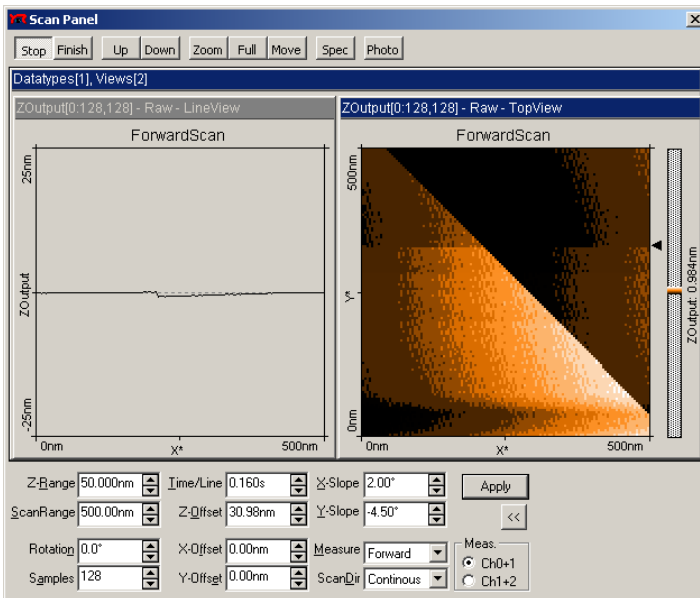 Scan Panel
Stop Finish Up Down Zoom Full Move Spec Photo
Datatypes[1], Views[2]
ZOutput[0:128,128] - Raw - LineView
ForwardScan
25nm
ZOutput
-25nm
0nm X* 500nm
ZOutput[0:128,128] - Raw - TopView
ForwardScan
500nm
Y*
0nm
0nm X* 500nm
ZOutput: 0.984nm
Z-Range 50.000nm Time/Line 0.160s X-Slope 2.00° Apply
ScanRange 500.00nm Z-Offset 30.98nm Y-Slope -4.50° <<
Rotation 0.0° X-Offset 0.00nm Measure Forward Meas.
Ch0+1
Samples 128 Y-Offset 0.00nm ScanDir Continous Ch1+2